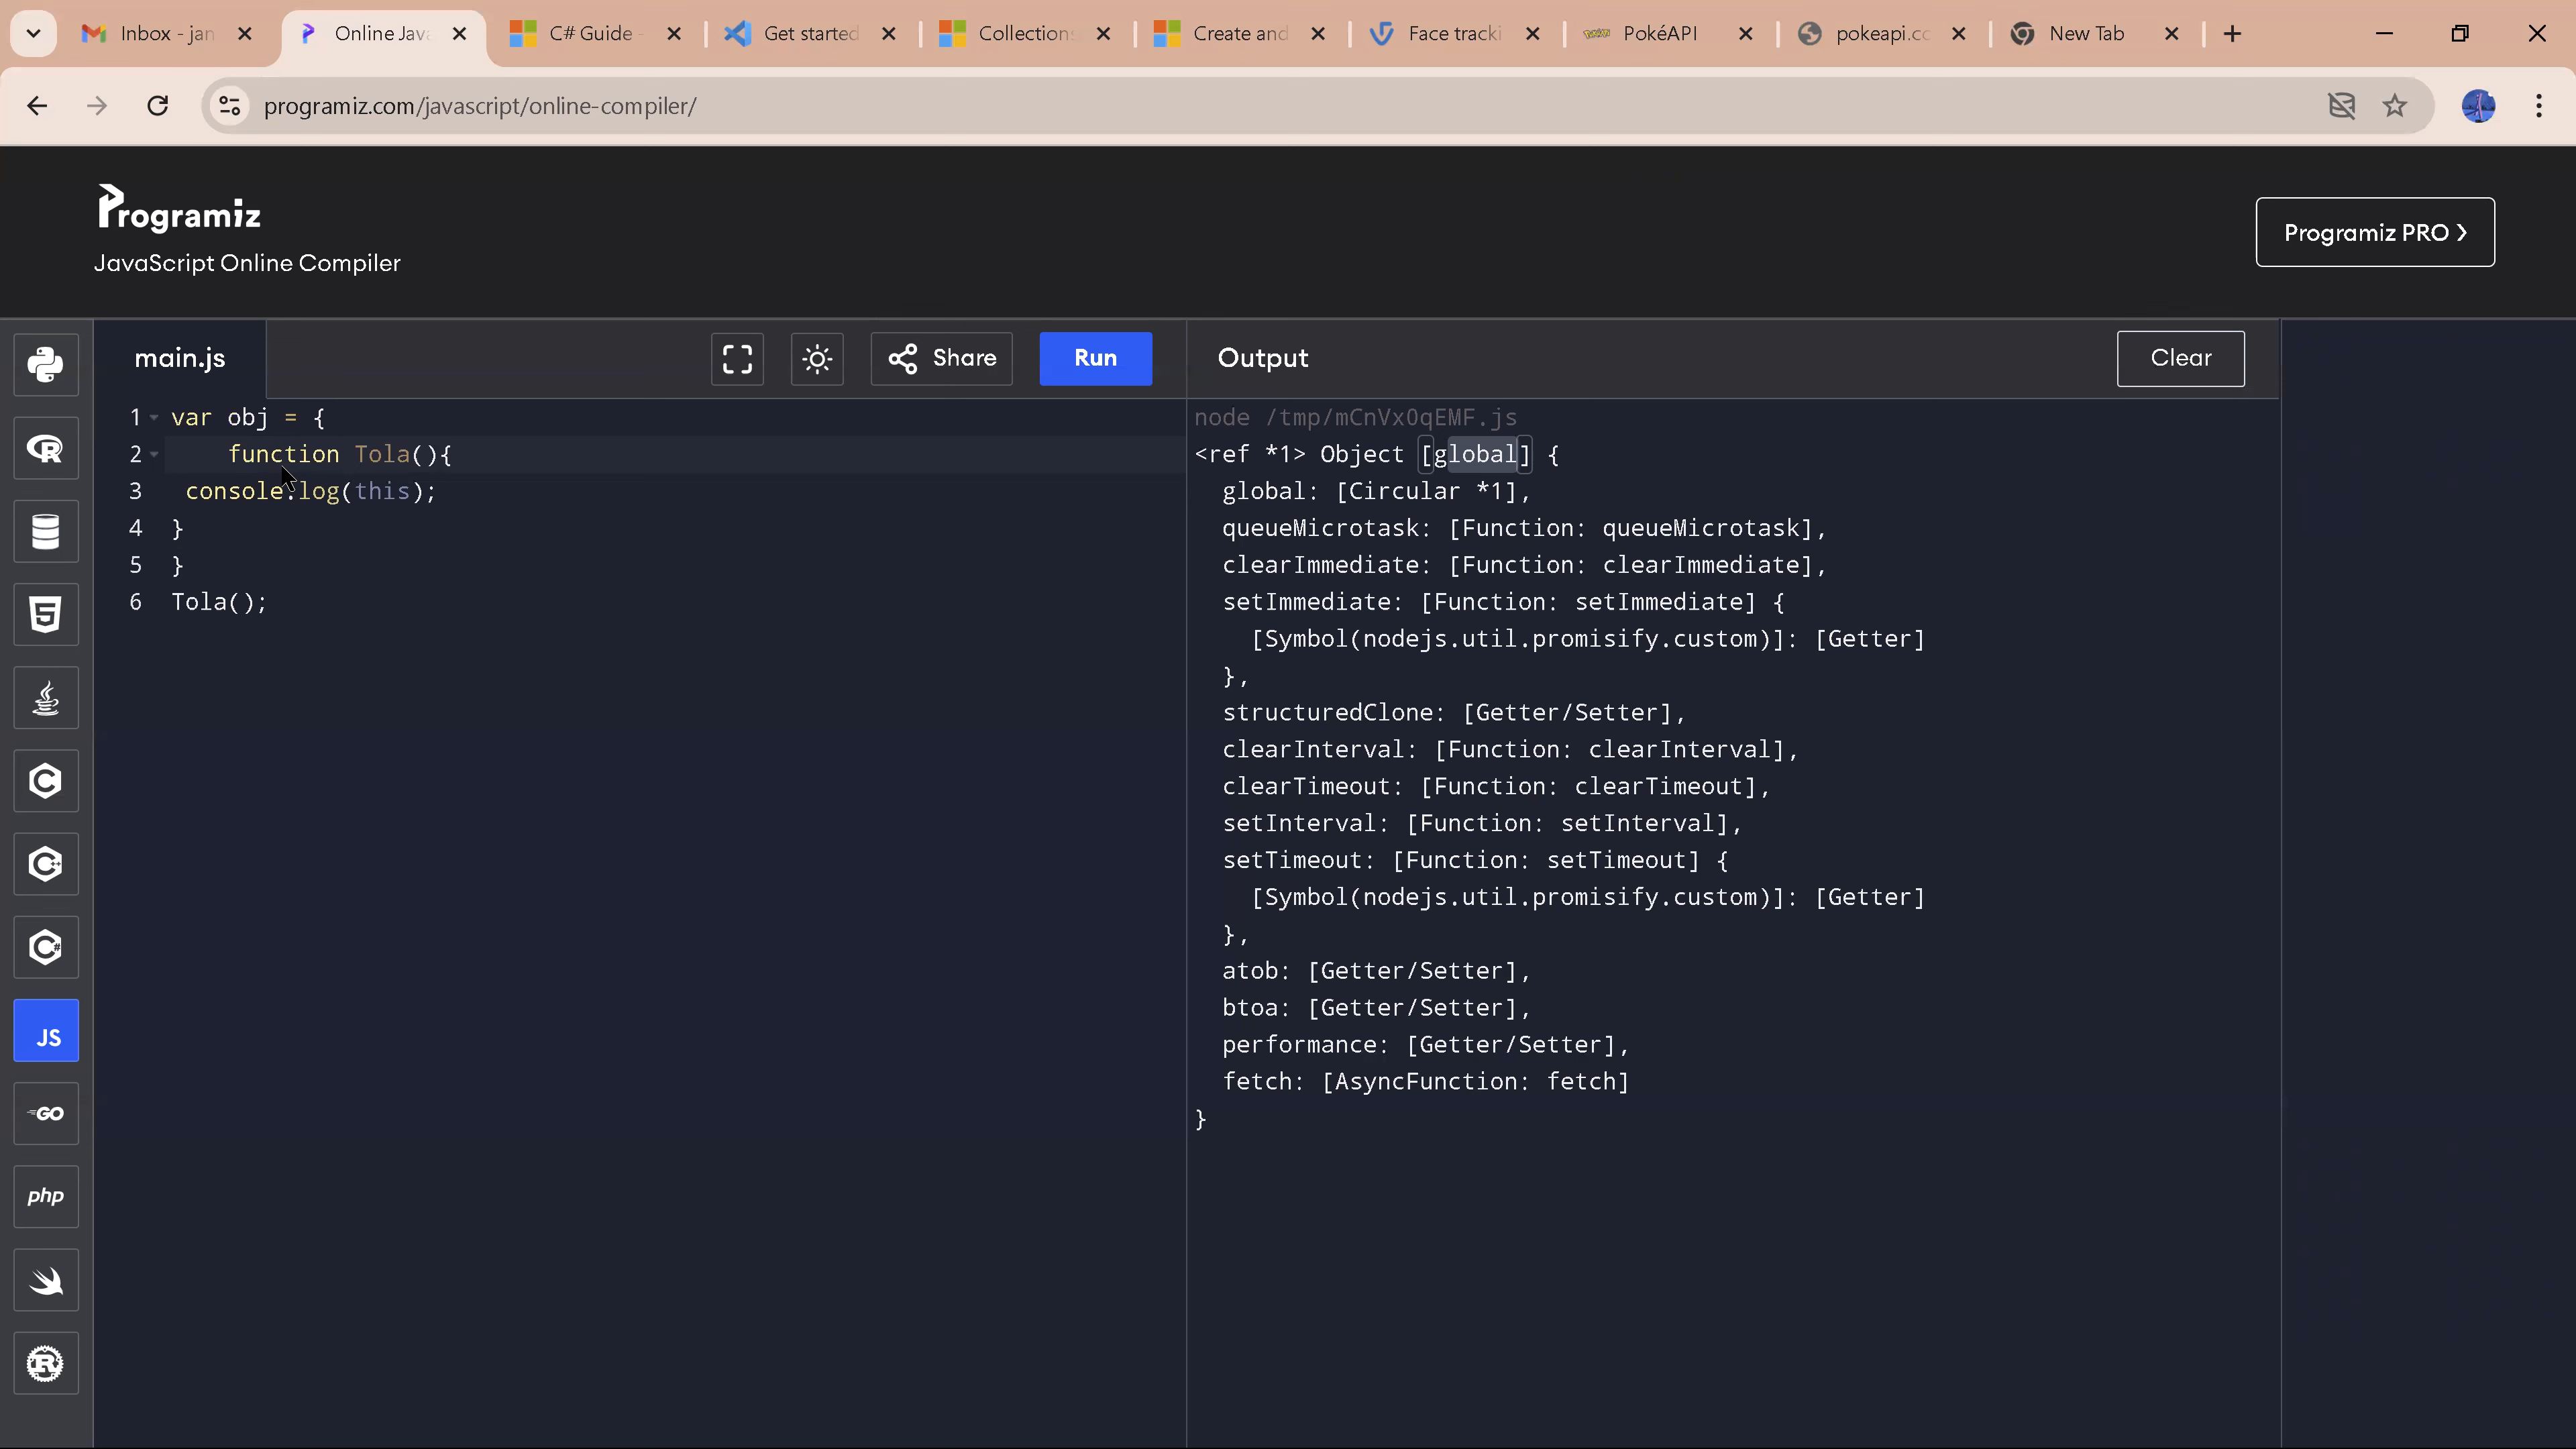 Inbox - jan
Online Java
C# Guide -
Get started
Collections
Create and
Face tracki
PokéAPI
pokeapi.co
New Tab
programiz.com/javascript/online-compiler/
Programiz
JavaScript Online Compiler
Programiz PRO
main.js
Share
Run
Output
Clear
1 var obj = {
2 function Tola(){
3 console.log(this);
4 }
5 }
6 Tola();
node /tmp/mCnVx0qEMF.js
<ref *1> Object [global] {
global: [Circular *1],
queueMicrotask: [Function: queueMicrotask],
clearImmediate: [Function: clearImmediate],
setImmediate: [Function: setImmediate] {
[Symbol(nodejs.util.promisify.custom)]: [Getter]
},
structuredClone: [Getter/Setter],
clearInterval: [Function: clearInterval],
clearTimeout: [Function: clearTimeout],
setInterval: [Function: setInterval],
setTimeout: [Function: setTimeout] {
[Symbol(nodejs.util.promisify.custom)]: [Getter]
},
atob: [Getter/Setter],
btoa: [Getter/Setter],
performance: [Getter/Setter],
fetch: [AsyncFunction: fetch]
}
R
5
C
C++
C#
JS
GO
php
R